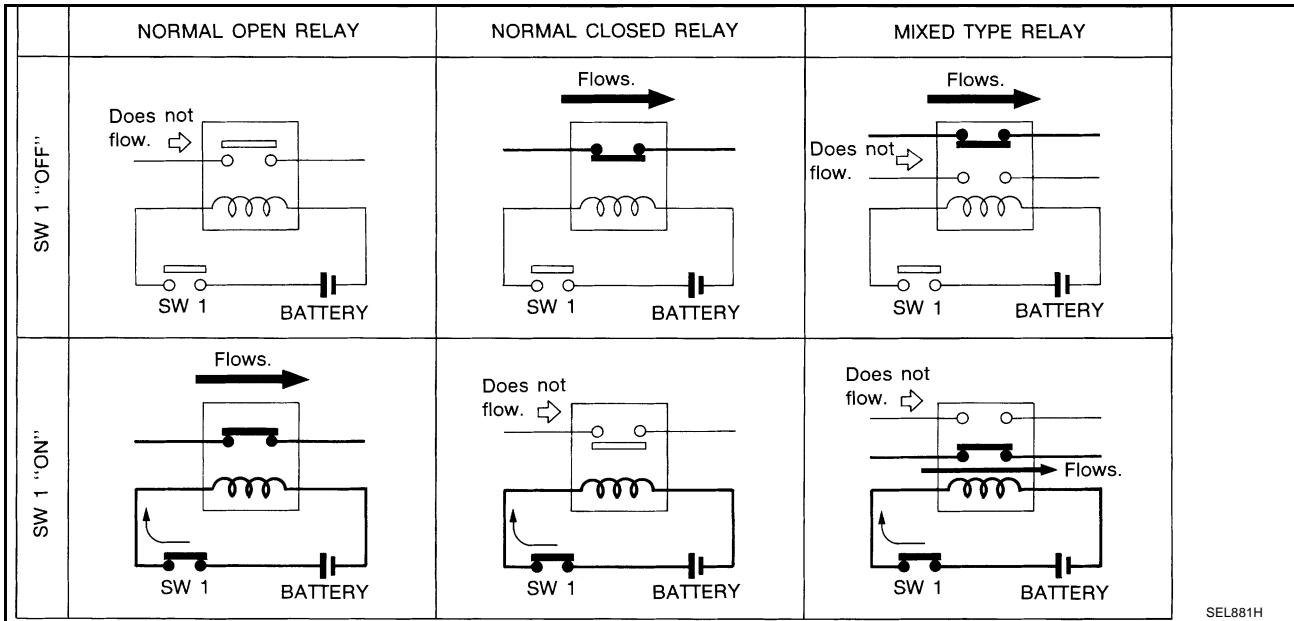 NORMAL OPEN RELAY
NORMAL CLOSED RELAY
MIXED TYPE RELAY
SW 1 “OFF”
Does not
flow.
SW 1
BATTERY
Flows.
SW 1
BATTERY
Flows.
Does not
flow.
SW 1
BATTERY
SW 1 “ON”
Flows.
SW 1
BATTERY
Does not
flow.
SW 1
BATTERY
Does not
flow.
Flows.
SW 1
BATTERY
SEL881H